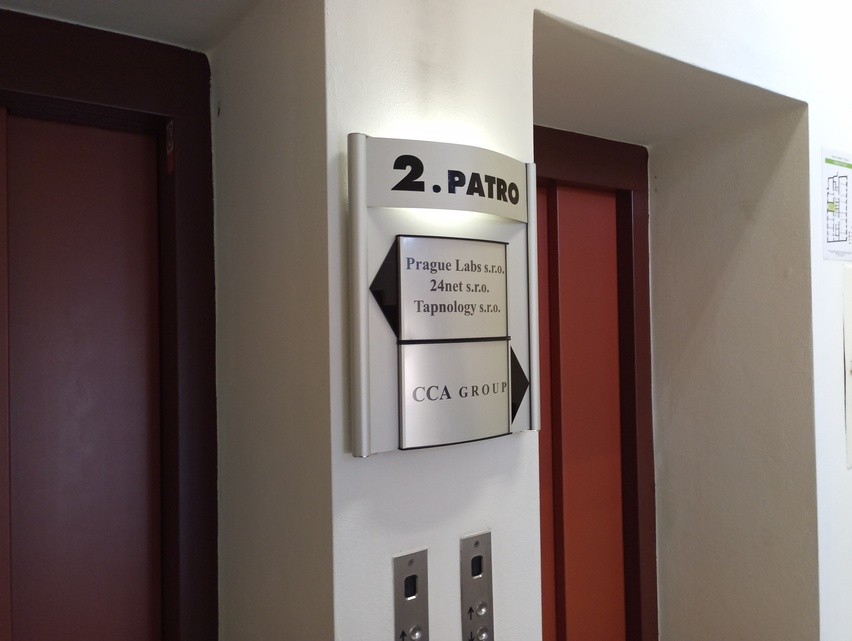 2. PATRO
Prague Labs s.r.o.
24net s.r.o.
Tapnology s.r.o.
CCA GROUP